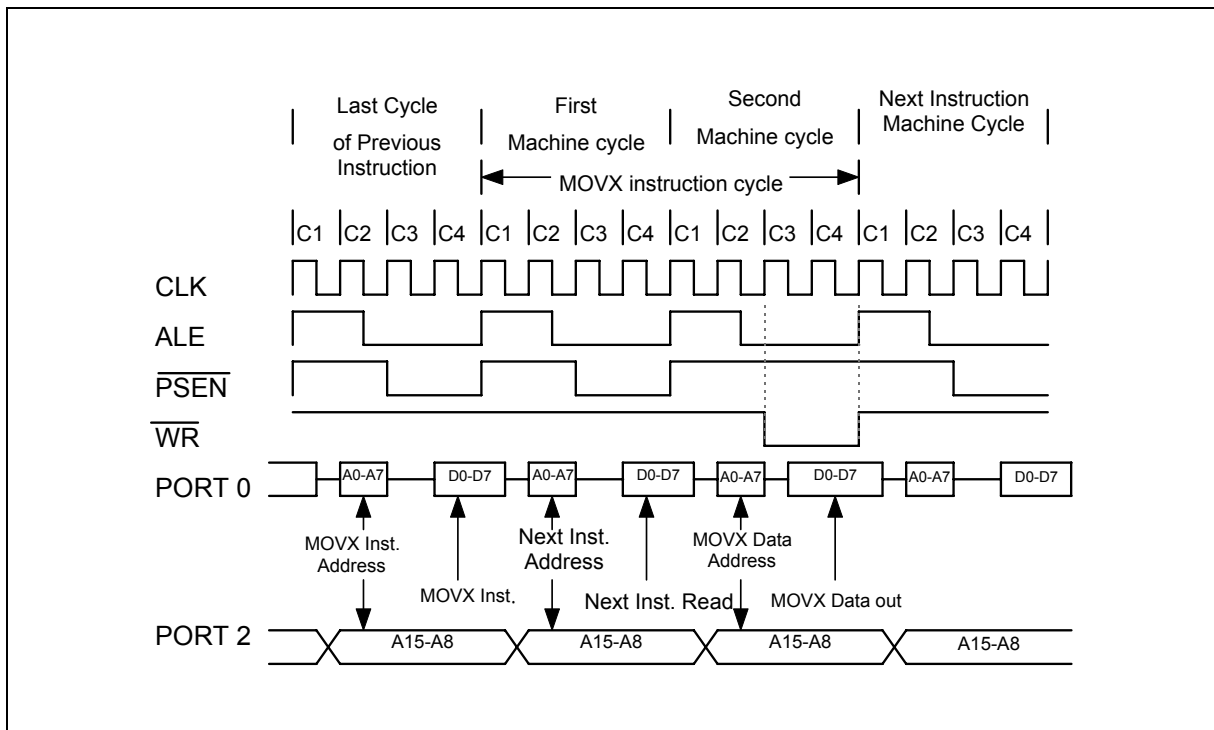 Last Cycle
of Previous
Instruction
First
Machine cycle
Second
Machine cycle
Next Instruction
Machine Cycle
MOVX instruction cycle
C1 C2 C3 C4 C1 C2 C3 C4 C1 C2 C3 C4 C1 C2 C3 C4
CLK
ALE
PSEN
WR
PORT 0
A0-A7 D0-D7 A0-A7 D0-D7 A0-A7 D0-D7 A0-A7 D0-D7
MOVX Inst.
Address
MOVX Inst.
Next Inst.
Address
Next Inst. Read
MOVX Data
Address
MOVX Data out
PORT 2
A15-A8 A15-A8 A15-A8 A15-A8